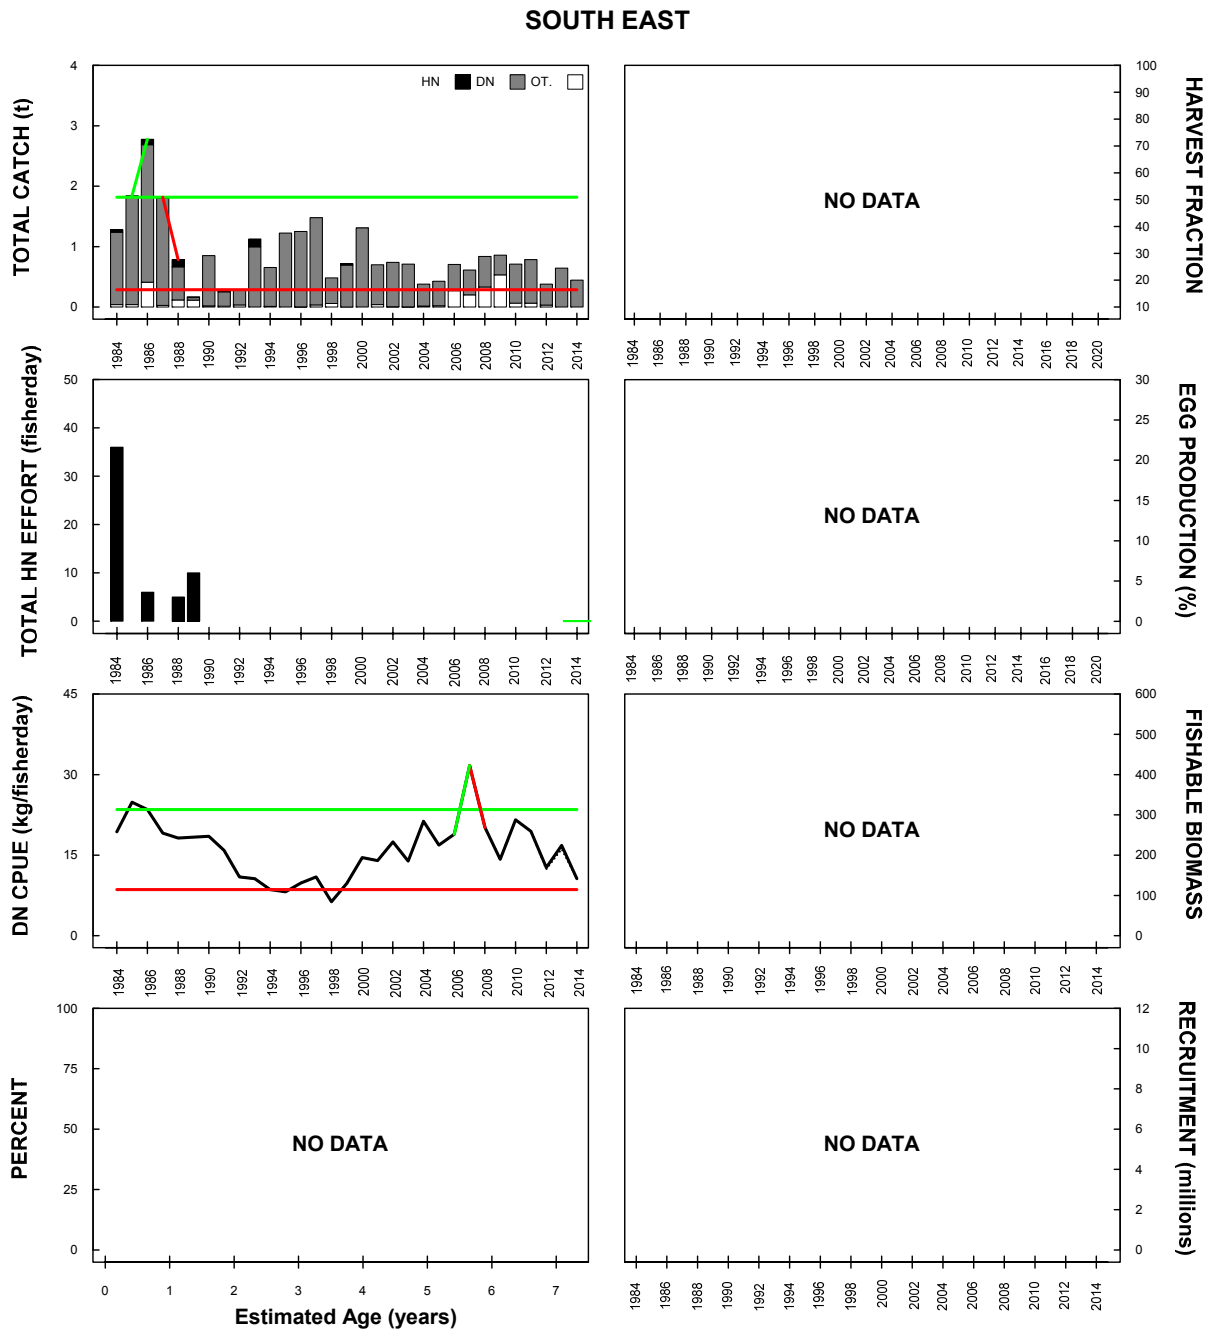 SOUTH EAST
TOTAL CATCH (t)
4
3
2
1
0
HN DN OT.
1984 1986 1988 1990 1992 1994 1996 1998 2000 2002 2004 2006 2008 2010 2012 2014
NO DATA
100
90
80
70
60
50
40
30
20
10
HARVEST FRACTION
1984 1986 1988 1990 1992 1994 1996 1998 2000 2002 2004 2006 2008 2010 2012 2014 2016 2018 2020
TOTAL HN EFFORT (fisherday)
50
40
30
20
10
0
1984 1986 1988 1990 1992 1994 1996 1998 2000 2002 2004 2006 2008 2010 2012 2014
NO DATA
30
25
20
15
10
5
0
EGG PRODUCTION (%)
1984 1986 1988 1990 1992 1994 1996 1998 2000 2002 2004 2006 2008 2010 2012 2014 2016 2018 2020
DN CPUE (kg/fisherday)
45
30
15
0
1984 1986 1988 1990 1992 1994 1996 1998 2000 2002 2004 2006 2008 2010 2012 2014
NO DATA
600
500
400
300
200
100
0
FISHABLE BIOMASS
1984 1986 1988 1990 1992 1994 1996 1998 2000 2002 2004 2006 2008 2010 2012 2014
PERCENT
100
75
50
25
0
NO DATA
0 1 2 3 4 5 6 7
Estimated Age (years)
NO DATA
12
10
8
6
4
2
0
RECRUITMENT (millions)
1984 1986 1988 1990 1992 1994 1996 1998 2000 2002 2004 2006 2008 2010 2012 2014